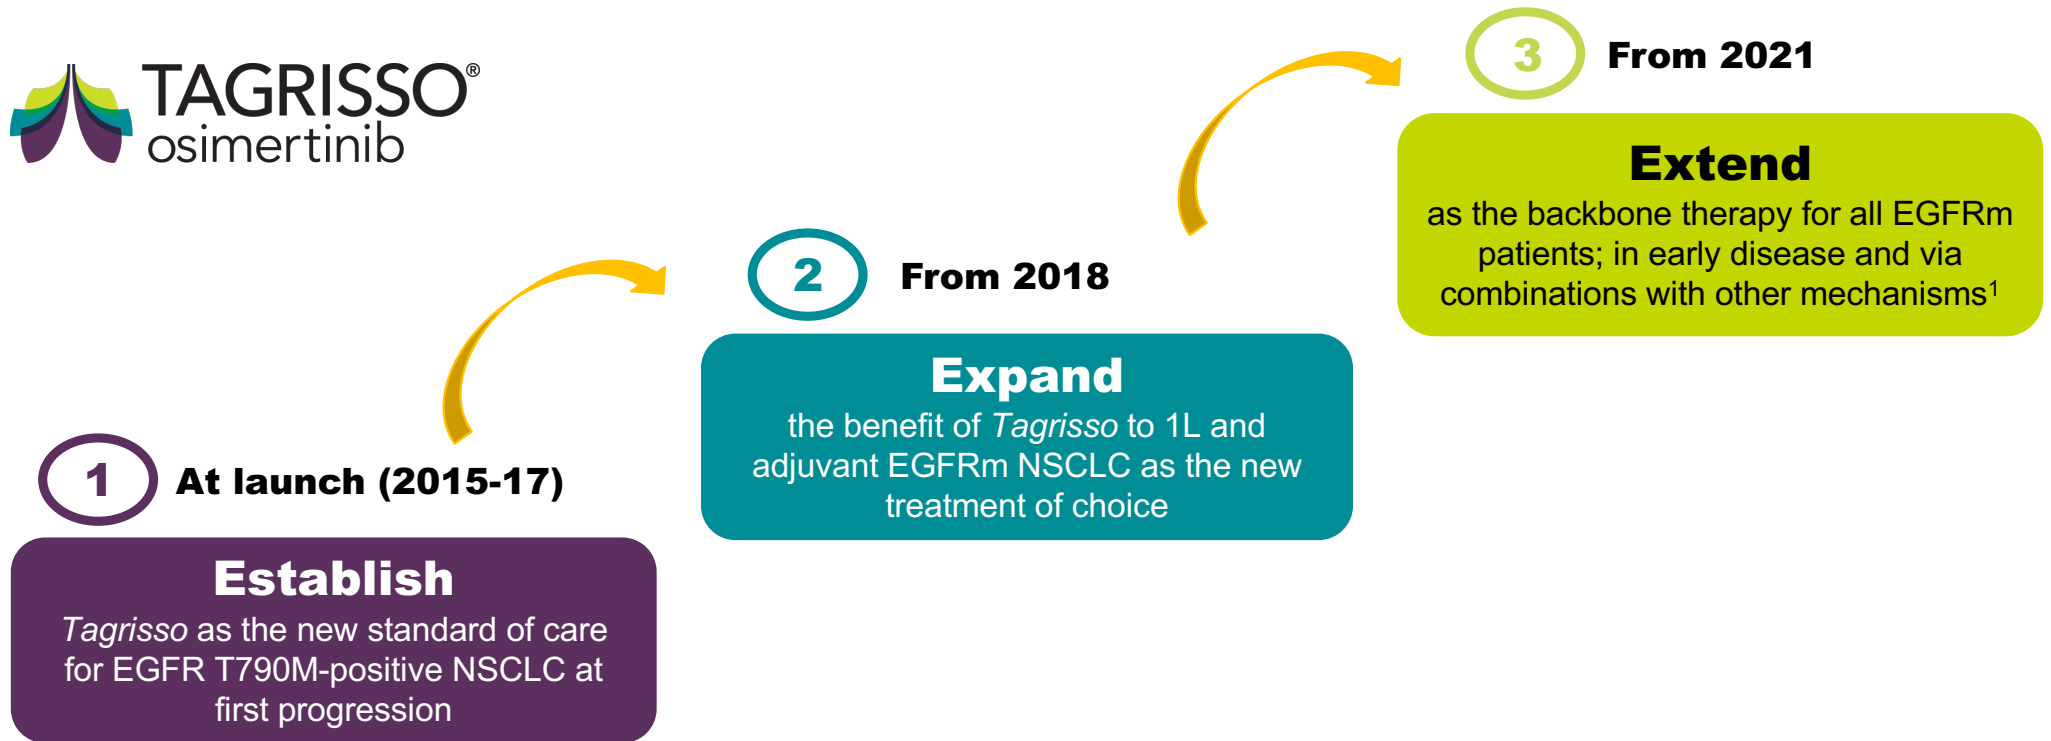 TAGRISSO®
osimertinib
1
At launch (2015-17)
Establish
Tagrisso as the new standard of care
for EGFR T790M-positive NSCLC at
first progression
2
From 2018
Expand
the benefit of Tagrisso to 1L and
adjuvant EGFRm NSCLC as the new
treatment of choice
3
From 2021
Extend
as the backbone therapy for all EGFRm
patients; in early disease and via
combinations with other mechanisms¹